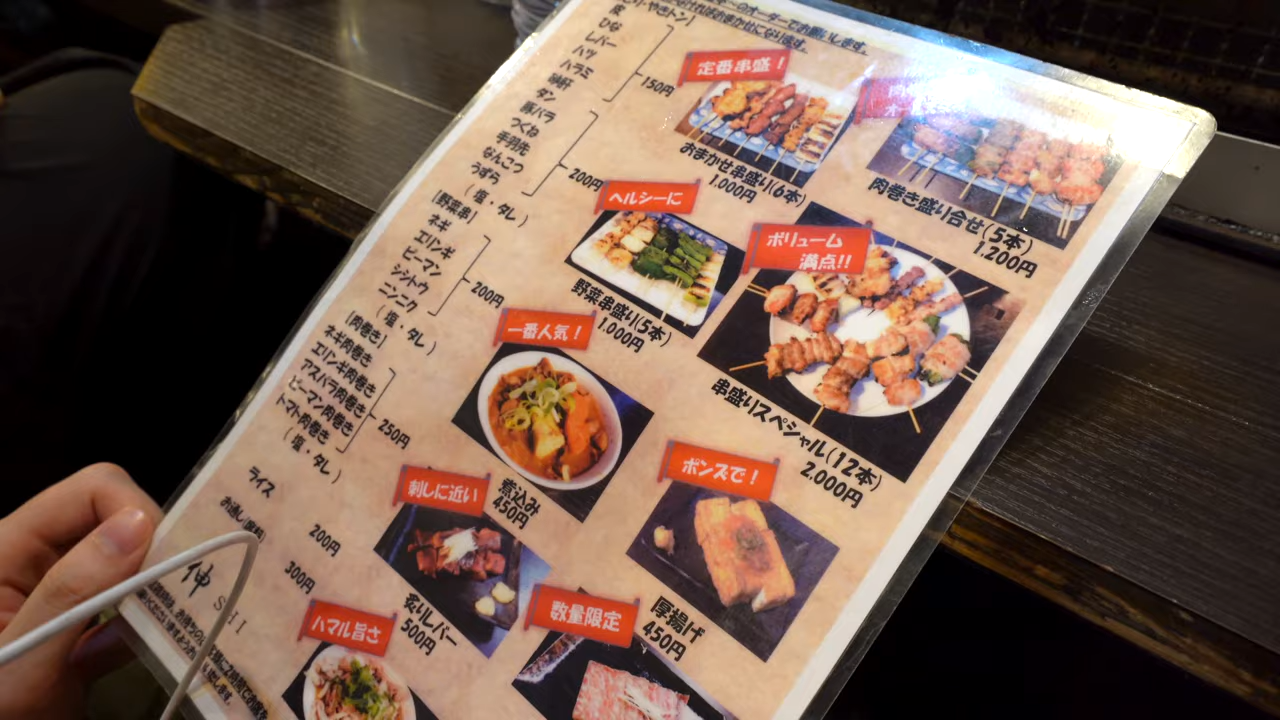 皮
ひな
レバー
ハツ
ハラミ
タン
150円
豚バラ
つくね
手羽先
なんこつ
うずら
(塩・タレ)
200円
[野菜串]
ネギ
エリンギ
ピーマン
シシトウ
ニンニク
(塩・タレ)
200円
[肉巻き]
ネギ肉巻き
エリンギ肉巻き
アスパラ肉巻き
ピーマン肉巻き
トマト肉巻き
(塩・タレ)
250円
ライス
200円
お通し
300円
伸
定番串盛!
おまかせ串盛り(6本)
1,000円
肉巻き盛り合せ(5本)
1,200円
ヘルシーに
野菜串盛り(5本)
1,000円
ボリューム
満点!!
串盛りスペシャル(12本)
2,000円
一番人気!
煮込み
450円
ポンズで!
厚揚げ
450円
刺しに近い
炙りレバー
500円
数量限定
ハマル旨さ